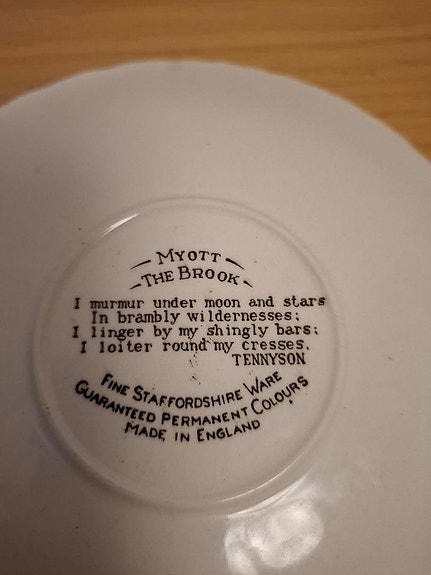 MYOTT
THE BROOK
I murmur under moon and stars
In brambly wildernesses;
I linger by my shingly bars;
I loiter round my cresses.
TENNYSON
FINE STAFFORDSHIRE WARE
GUARANTEED PERMANENT COLOURS
MADE IN ENGLAND